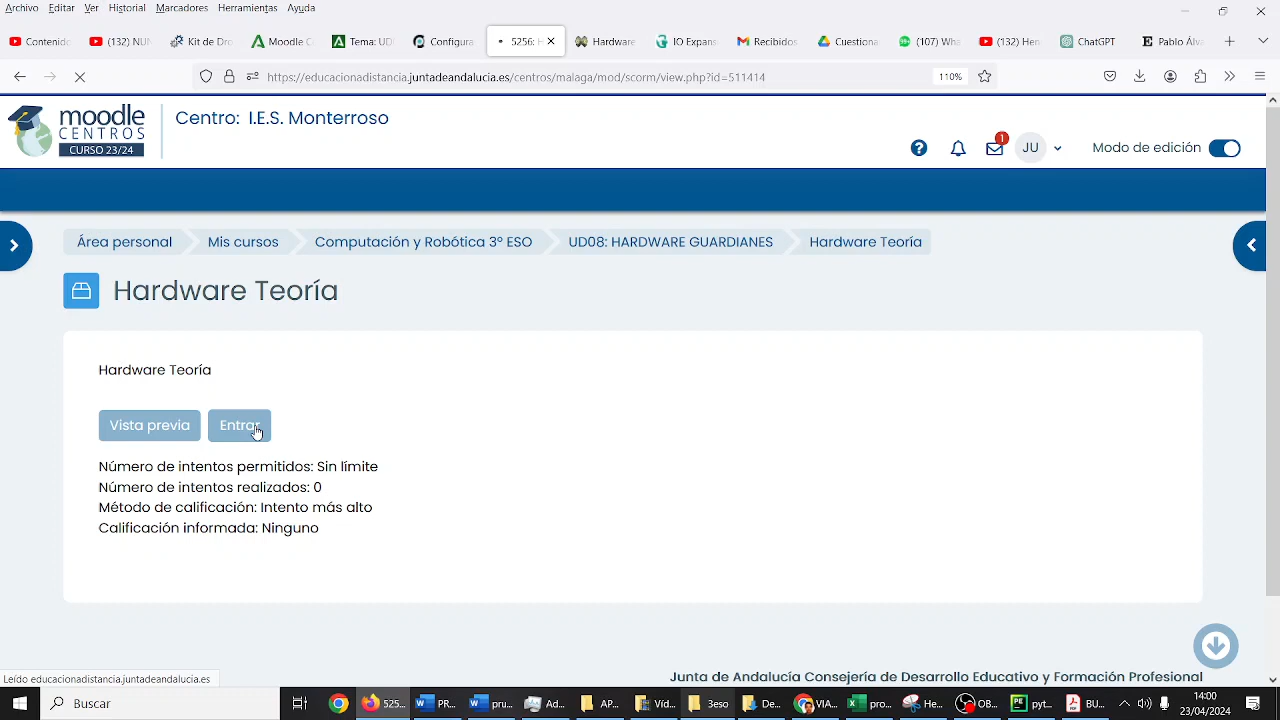 Archivo Editar Ver Historial Marcadores Herramientas Ayuda
Contenido (132) NUN Kit de Dro Moodle C Tema UDI Configura 5256: H Hardware IO Expans Recibidos Cuestiona (107) Wha (132) Hen ChatGPT Pablo Álva
https://educacionadistancia.juntadeandalucia.es/centros/malaga/mod/scorm/view.php?id=511414 110%
moodle
CENTROS
CURSO 23/24
Centro: I.E.S. Monterroso
1
JU
Modo de edición
Área personal Mis cursos Computación y Robótica 3º ESO UD08: HARDWARE GUARDIANES Hardware Teoría
Hardware Teoría
Hardware Teoría
Vista previa Entrar
Número de intentos permitidos: Sin límite
Número de intentos realizados: 0
Método de calificación: Intento más alto
Calificación informada: Ninguno
Leído educacionadistancia.juntadeandalucia.es
Junta de Andalucía Consejería de Desarrollo Educativo y Formación Profesional
Buscar 525... PR... pru... Ad... AP... Vid... 3e... De... VIA... pro... He... OB... pyt... BU...
14:00
23/04/2024